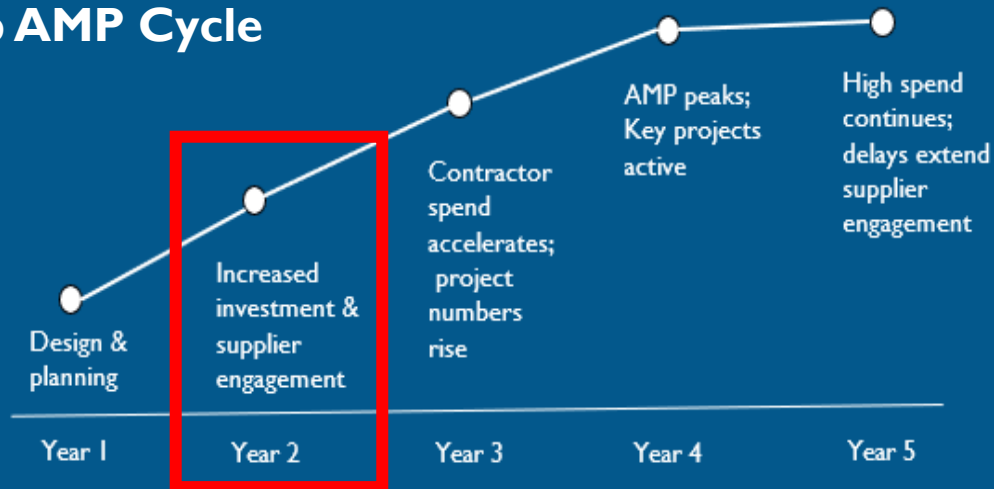 AMP Cycle
AMP peaks;
Key projects
active
High spend
continues;
delays extend
supplier
engagement
Contractor
spend
accelerates;
project
numbers
rise
Increased
investment &
supplier
engagement
Design &
planning
Year 1
Year 2
Year 3
Year 4
Year 5